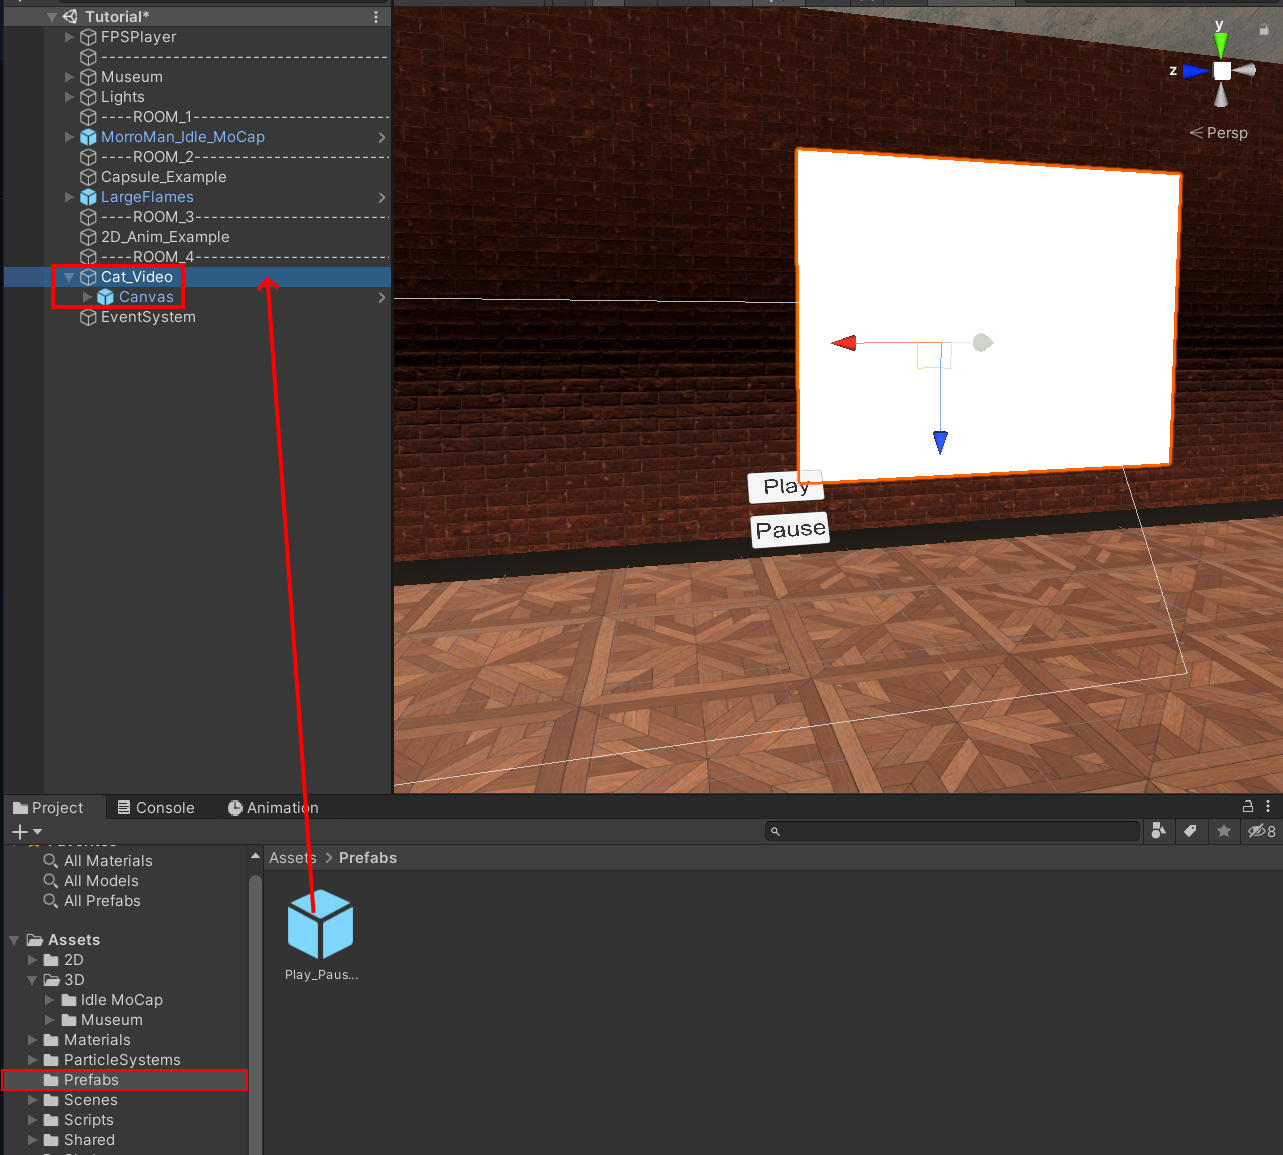 Tutorial*
FPSPlayer
------------------------------------
Museum
Lights
----ROOM_1------------------------
MorroMan_Idle_MoCap
----ROOM_2------------------------
Capsule_Example
LargeFlames
----ROOM_3------------------------
2D_Anim_Example
----ROOM_4------------------------
Cat_Video
Canvas
EventSystem
y
z
Persp
Play
Pause
Project
Console
Animation
8
Favorites
All Materials
All Models
All Prefabs
Assets
2D
3D
Idle MoCap
Museum
Materials
ParticleSystems
Prefabs
Scenes
Scripts
Shared
Assets > Prefabs
Play_Paus...